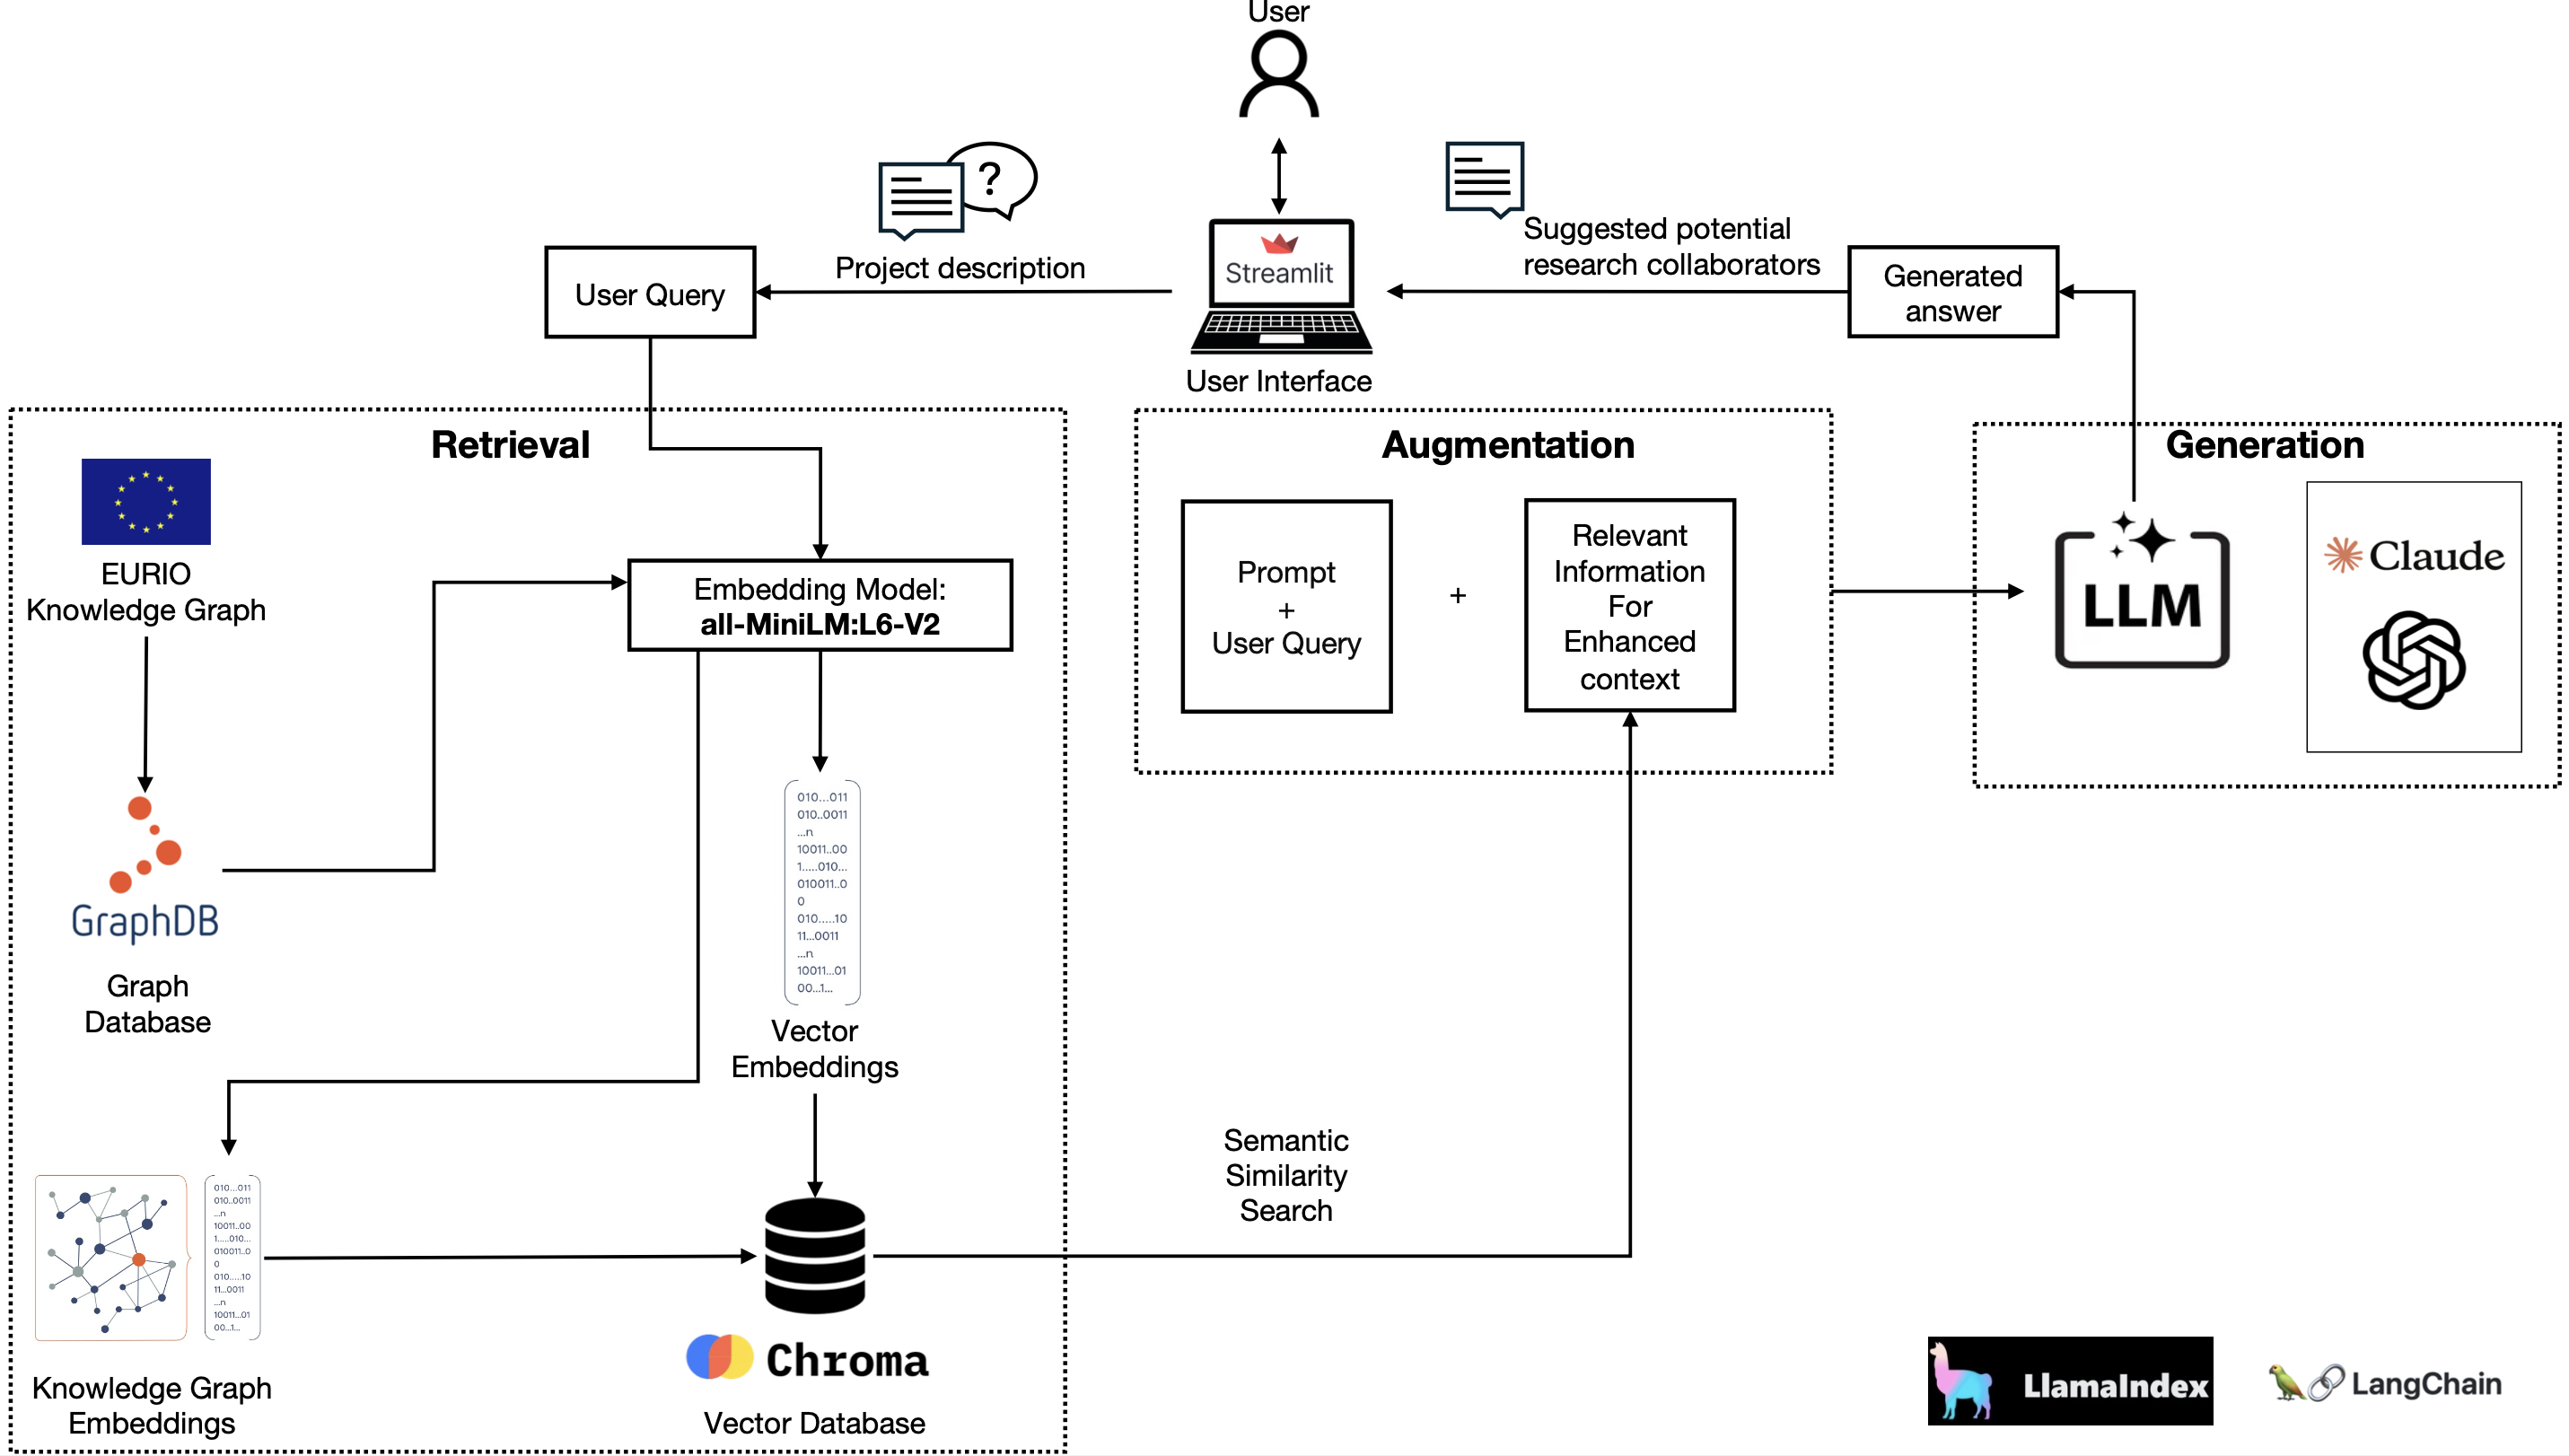 User
?
Project description
User Query
Streamlit
User Interface
Suggested potential
research collaborators
Generated
answer
Retrieval
EURIO
Knowledge Graph
Embedding Model:
all-MiniLM:L6-V2
GraphDB
Graph
Database
010...011
010..0011
...n
10011..00
1.....010...
010011..0
0
010.....10
11...0011
...n
10011...01
00...1...
Vector
Embeddings
010...011
010..0011
...n
10011..00
1.....010...
010011..0
0
010.....10
11...0011
...n
10011...01
00...1...
Knowledge Graph
Embeddings
Chroma
Vector Database
Semantic
Similarity
Search
Augmentation
Prompt
+
User Query
+
Relevant
Information
For
Enhanced
context
Generation
LLM
Claude
LlamaIndex
LangChain